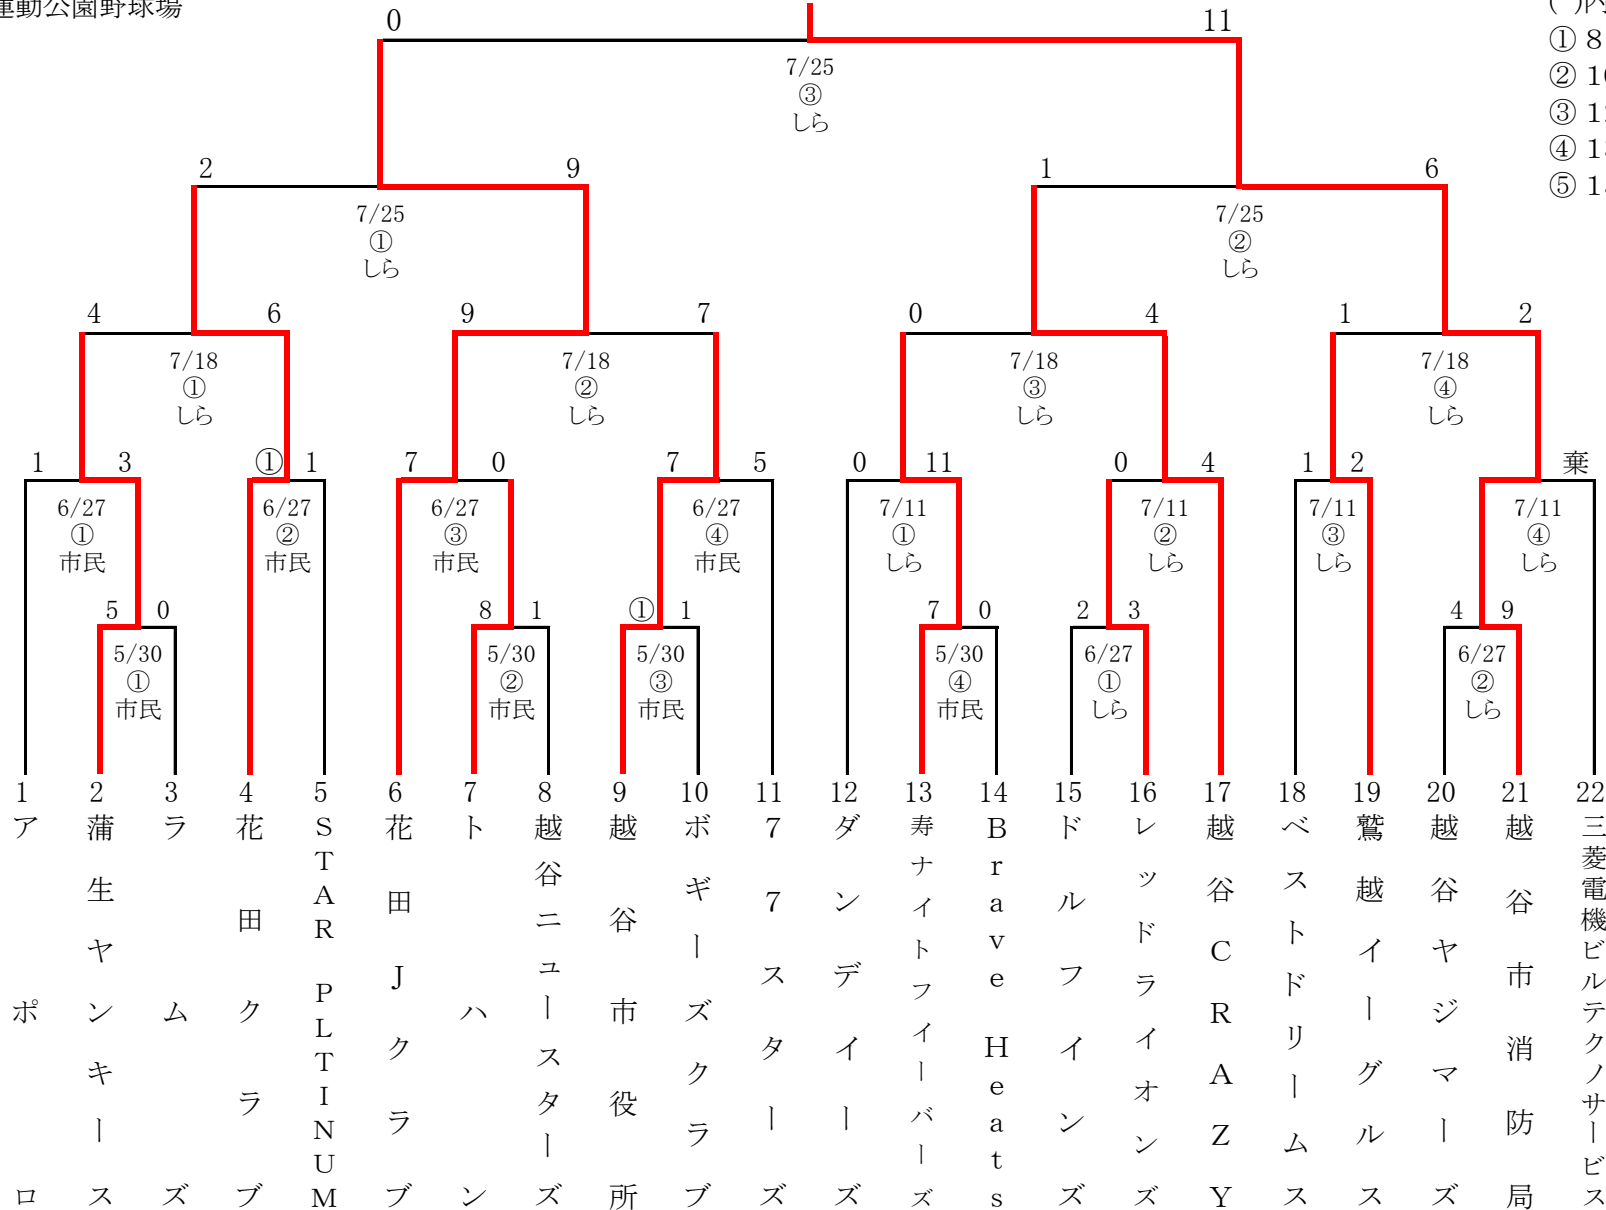 運動公園野球場
( )内
① 8
②
③
④
⑤
0 11
7/25
③
しら
2 9 1 6
7/25 7/25
① ②
しら しら
4 6 9 7 0 4 1 2
7/18 7/18 7/18 7/18
① ② ③ ④
しら しら しら しら
1 3 ① 1 7 0 7 5 0 11 0 4 1 2 棄
6/27 6/27 6/27 6/27 7/11 7/11 7/11 7/11
① ② ③ ④ ① ② ③ ④
市民 市民 市民 市民 しら しら しら しら
5 0 8 1 ① 1 7 0 2 3 4 9
5/30 5/30 5/30 5/30 6/27 6/27
① ② ③ ④ ① ②
市民 市民 市民 市民 しら しら
1 アポロ
2 蒲生ヤンキース
3 ラムズ
4 花田クラブ
5 STAR PLTINUM
6 花田Jクラブ
7 トハン
8 越谷ニュースターズ
9 越谷市役所
10 ボギーズクラブ
11 77スターズ
12 ダンディーズ
13 寿ナイトフィーバーズ
14 Brave Heats
15 ドルフィンズ
16 レッドライオンズ
17 越谷CRAZY
18 ベストドリームス
19 鷲越イーグルス
20 越谷ヤジマーズ
21 越谷市消防局
22 三菱電機ビルテクノサービス